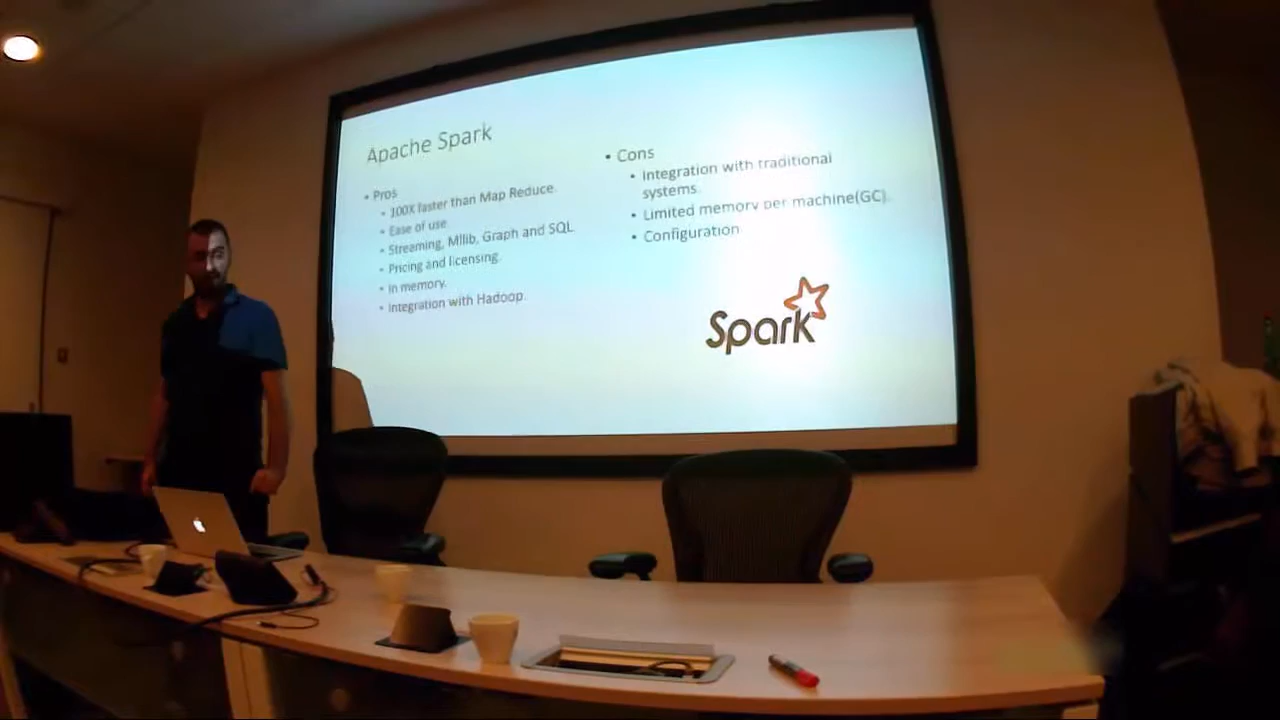 Apache Spark
• Pros
• 100X faster than Map Reduce.
• Ease of use
• Streaming, Mllib, Graph and SQL
• Pricing and licensing.
• In memory.
• Integration with Hadoop.
• Cons
• Integration with traditional
systems.
• Limited memory per machine(GC).
• Configuration
Spark